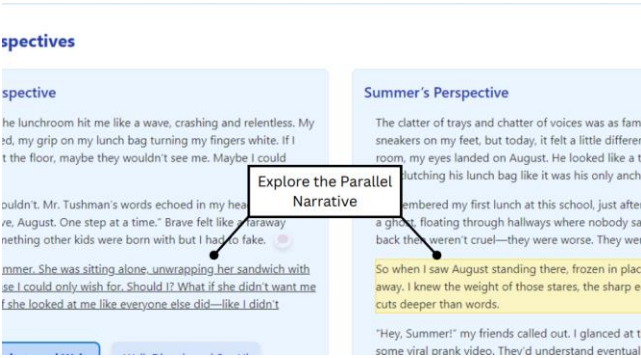 spectives
spective
he lunchroom hit me like a wave, crashing and relentless. My
ed, my grip on my lunch bag turning my fingers white. If I
t the floor, maybe they wouldn't see me. Maybe I could
ouldn't. Mr. Tushman's words echoed in my hea
ve, August. One step at a time." Brave felt like a faraway
mething other kids were born with but I had to fake.
mmer. She was sitting alone, unwrapping her sandwich with
se I could only wish for. Should I? What if she didn't want me
f she looked at me like everyone else did—like I didn't
Explore the Parallel
Narrative
Summer's Perspective
The clatter of trays and chatter of voices was as fam
sneakers on my feet, but today, it felt a little differen
room, my eyes landed on August. He looked like a t
dutching his lunch bag like it was his only anch
embered my first lunch at this school, just after
a ghost, floating through hallways where nobody sa
back then weren't cruel—they were worse. They wer
So when I saw August standing there, frozen in plac
away. I knew the weight of those stares, the sharp e
cuts deeper than words.
"Hey, Summer!" my friends called out. I glanced at t
some viral prank video. They'd understand eventual